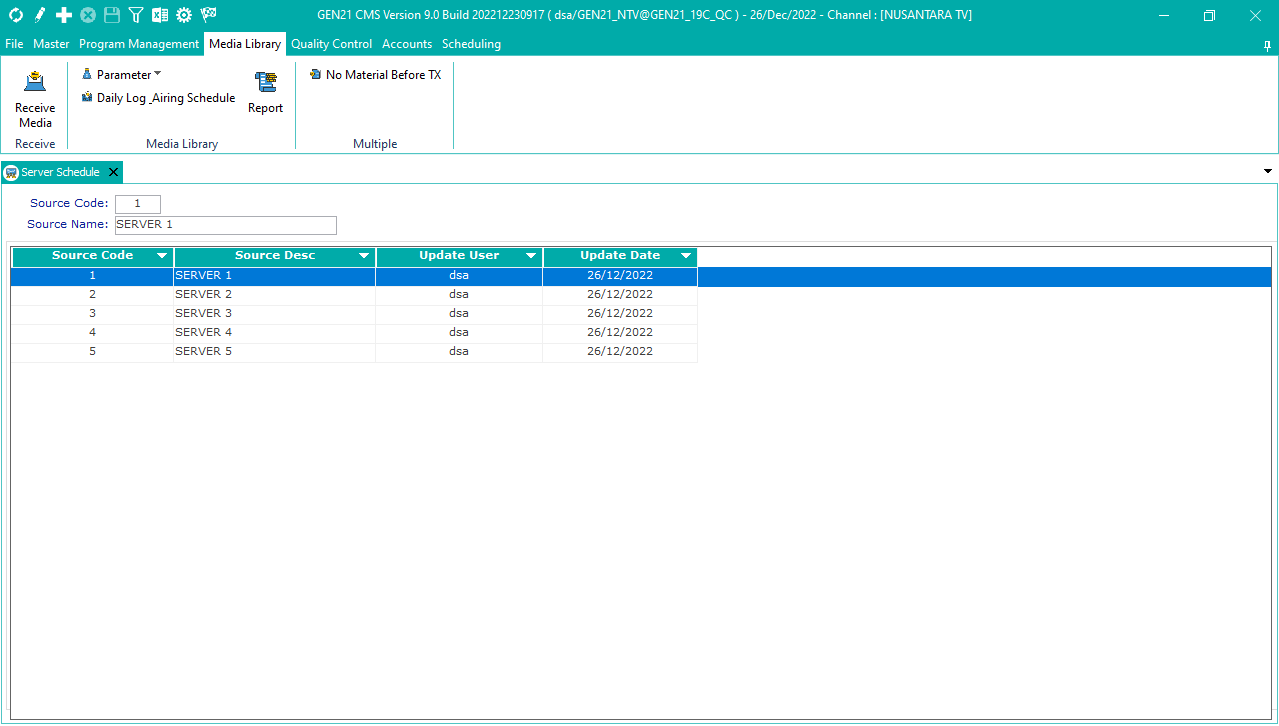 GEN21 CMS Version 9.0 Build 202212230917 ( dsa/GEN21_NTV@GEN21_19C_QC ) - 26/Dec/2022 - Channel : [NUSANTARA TV]
File Master Program Management Media Library Quality Control Accounts Scheduling
Receive
Media
Receive
Parameter
Daily Log _Airing Schedule
Report
Media Library
No Material Before TX
Multiple
Server Schedule
Source Code: 1
Source Name: SERVER 1
Source Code Source Desc Update User Update Date
1 SERVER 1 dsa 26/12/2022
2 SERVER 2 dsa 26/12/2022
3 SERVER 3 dsa 26/12/2022
4 SERVER 4 dsa 26/12/2022
5 SERVER 5 dsa 26/12/2022